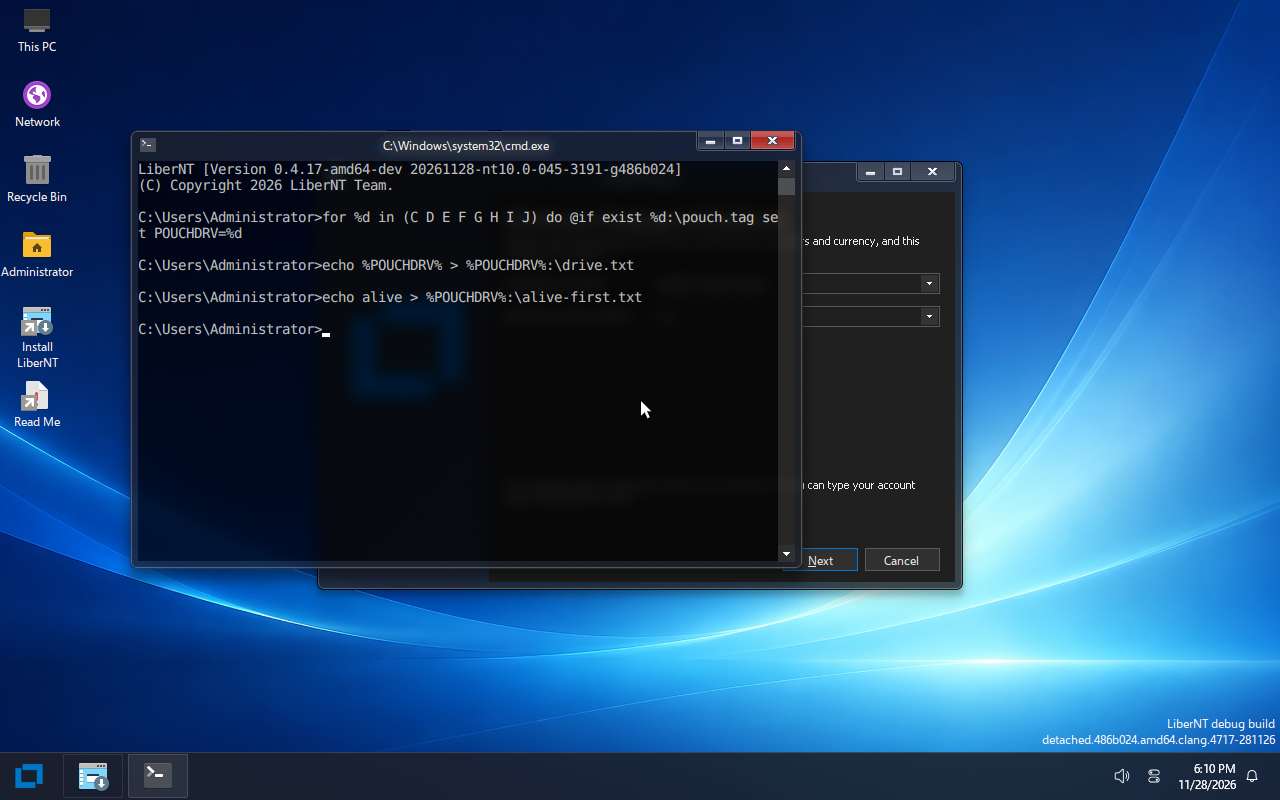 This PC
Network
Recycle Bin
Administrator
Install
LiberNT
Read Me
C:\Windows\system32\cmd.exe
LiberNT [Version 0.4.17-amd64-dev 20261128-nt10.0-045-3191-g486b024]
(C) Copyright 2026 LiberNT Team.
C:\Users\Administrator>for %d in (C D E F G H I J) do @if exist %d:\pouch.tag se
t POUCHDRV=%d
C:\Users\Administrator>echo %POUCHDRV% > %POUCHDRV%:\drive.txt
C:\Users\Administrator>echo alive > %POUCHDRV%:\alive-first.txt
C:\Users\Administrator>
and currency, and this
can type your account
Next
Cancel
LiberNT debug build
detached.486b024.amd64.clang.4717-281126
6:10 PM
11/28/2026